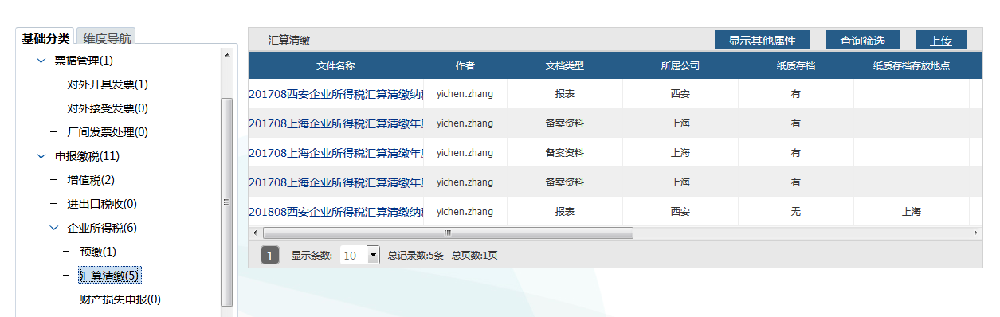 基础分类 维度导航
票据管理(1)
对外开具发票(1)
对外接受发票(0)
厂间发票处理(0)
申报缴税(11)
增值税(2)
进出口税收(0)
企业所得税(6)
预缴(1)
汇算清缴(5)
财产损失申报(0)
汇算清缴 显示其他属性 查询筛选 上传
文件名称 作者 文档类型 所属公司 纸质存档 纸质存档存放地点
201708西安企业所得税汇算清缴纳 yichen.zhang 报表 西安 有
201708上海企业所得税汇算清缴年 yichen.zhang 备案资料 上海 有
201708上海企业所得税汇算清缴年 yichen.zhang 备案资料 上海 有
201708上海企业所得税汇算清缴年 yichen.zhang 备案资料 上海 有
201808西安企业所得税汇算清缴纳 yichen.zhang 报表 西安 无 上海
1 显示条数: 10 总记录数:5条 总页数:1页